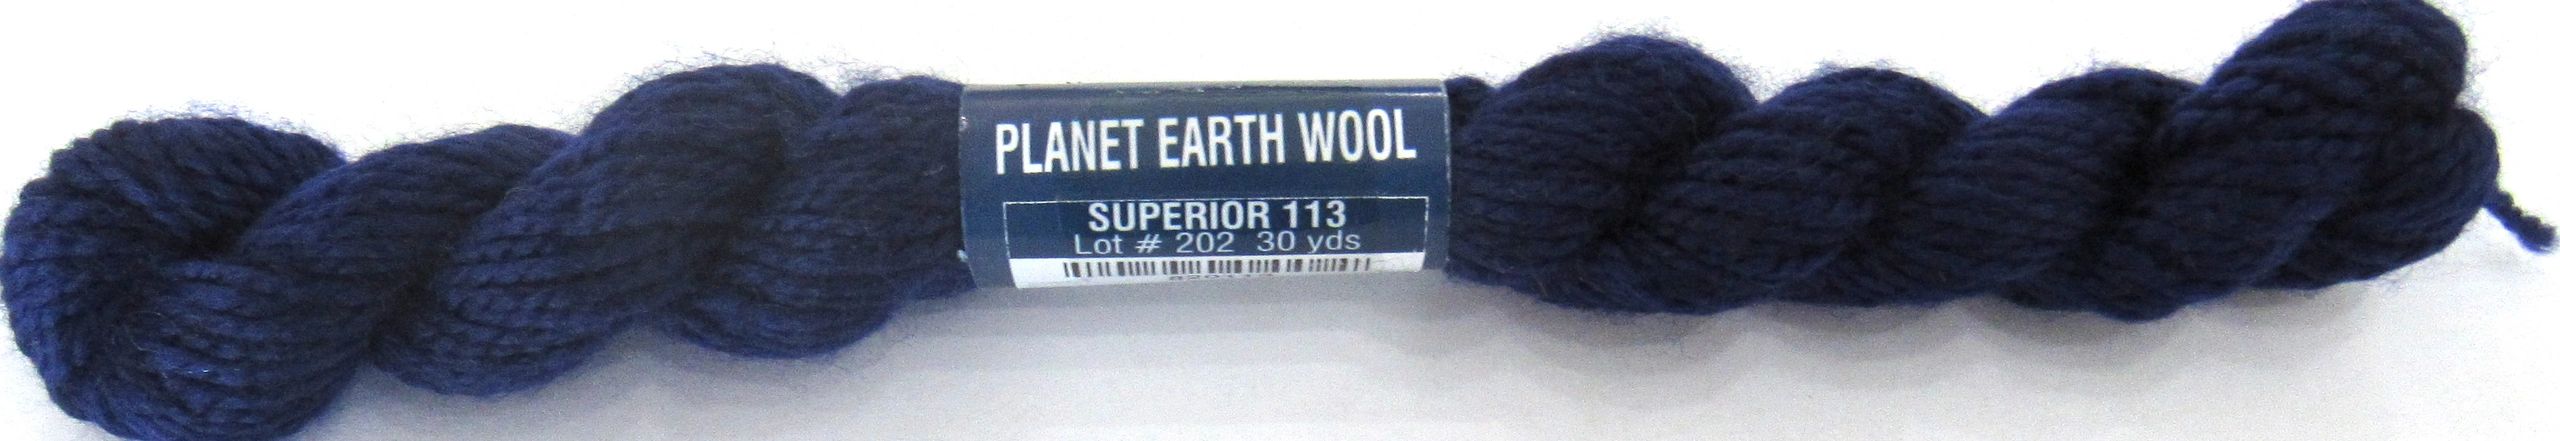 PLANET EARTH WOOL
SUPERIOR 113
Lot # 202 30 yds